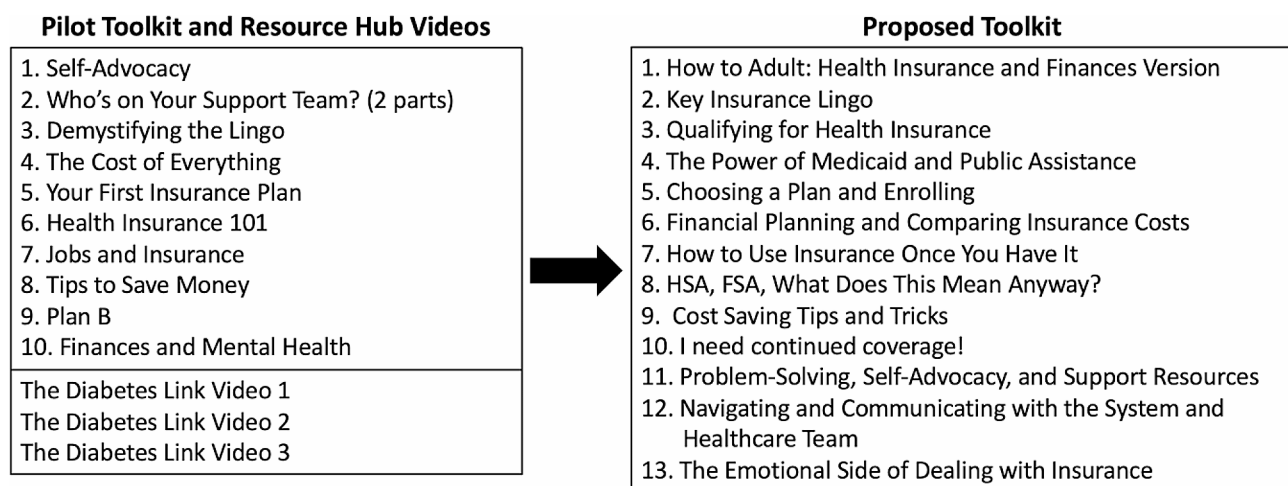 Pilot Toolkit and Resource Hub Videos
1. Self-Advocacy
2. Who's on Your Support Team? (2 parts)
3. Demystifying the Lingo
4. The Cost of Everything
5. Your First Insurance Plan
6. Health Insurance 101
7. Jobs and Insurance
8. Tips to Save Money
9. Plan B
10. Finances and Mental Health
The Diabetes Link Video 1
The Diabetes Link Video 2
The Diabetes Link Video 3
Proposed Toolkit
1. How to Adult: Health Insurance and Finances Version
2. Key Insurance Lingo
3. Qualifying for Health Insurance
4. The Power of Medicaid and Public Assistance
5. Choosing a Plan and Enrolling
6. Financial Planning and Comparing Insurance Costs
7. How to Use Insurance Once You Have It
8. HSA, FSA, What Does This Mean Anyway?
9. Cost Saving Tips and Tricks
10. I need continued coverage!
11. Problem-Solving, Self-Advocacy, and Support Resources
12. Navigating and Communicating with the System and
Healthcare Team
13. The Emotional Side of Dealing with Insurance